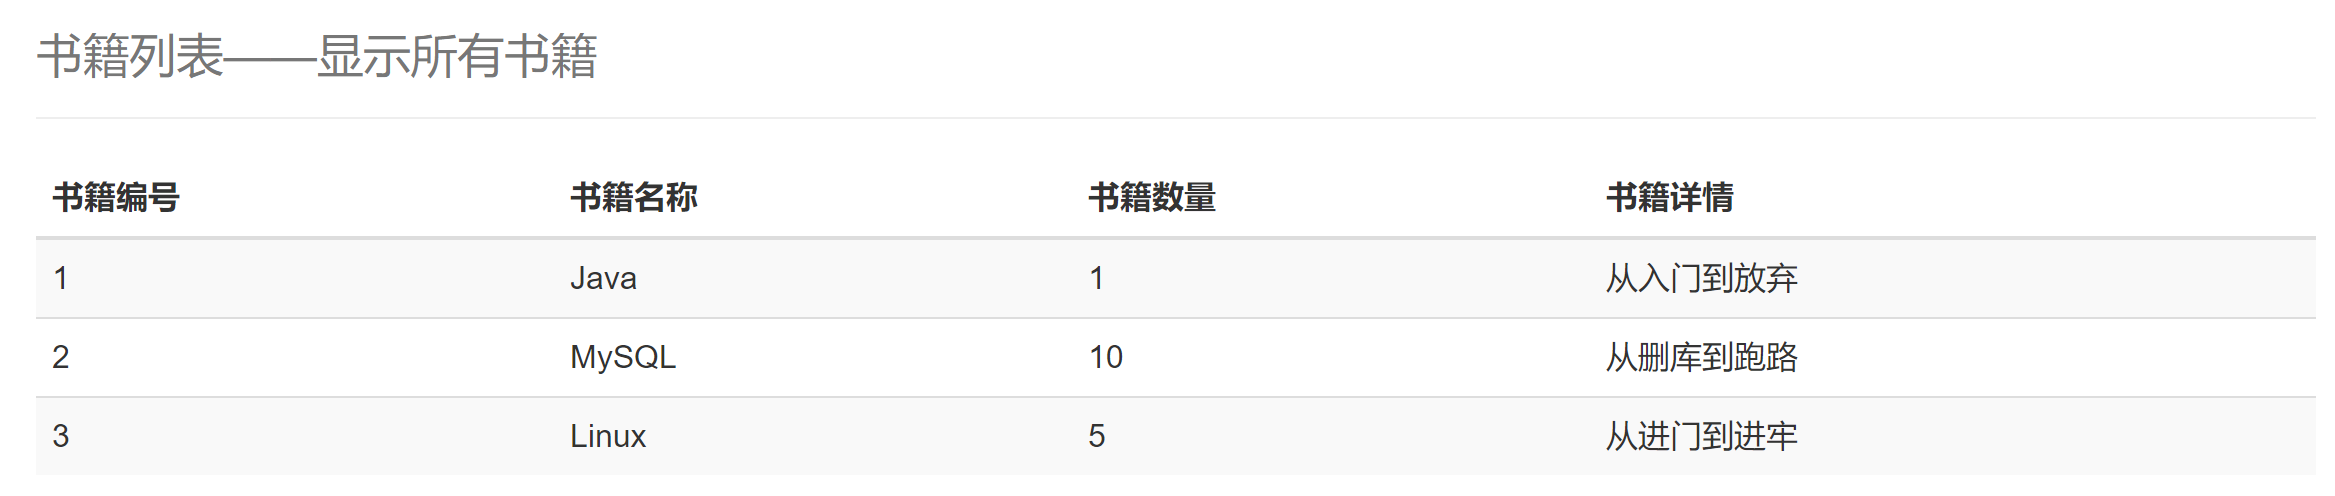 书籍列表——显示所有书籍
书籍编号 书籍名称 书籍数量 书籍详情
1 Java 1 从入门到放弃
2 MySQL 10 从删库到跑路
3 Linux 5 从进门到进牢